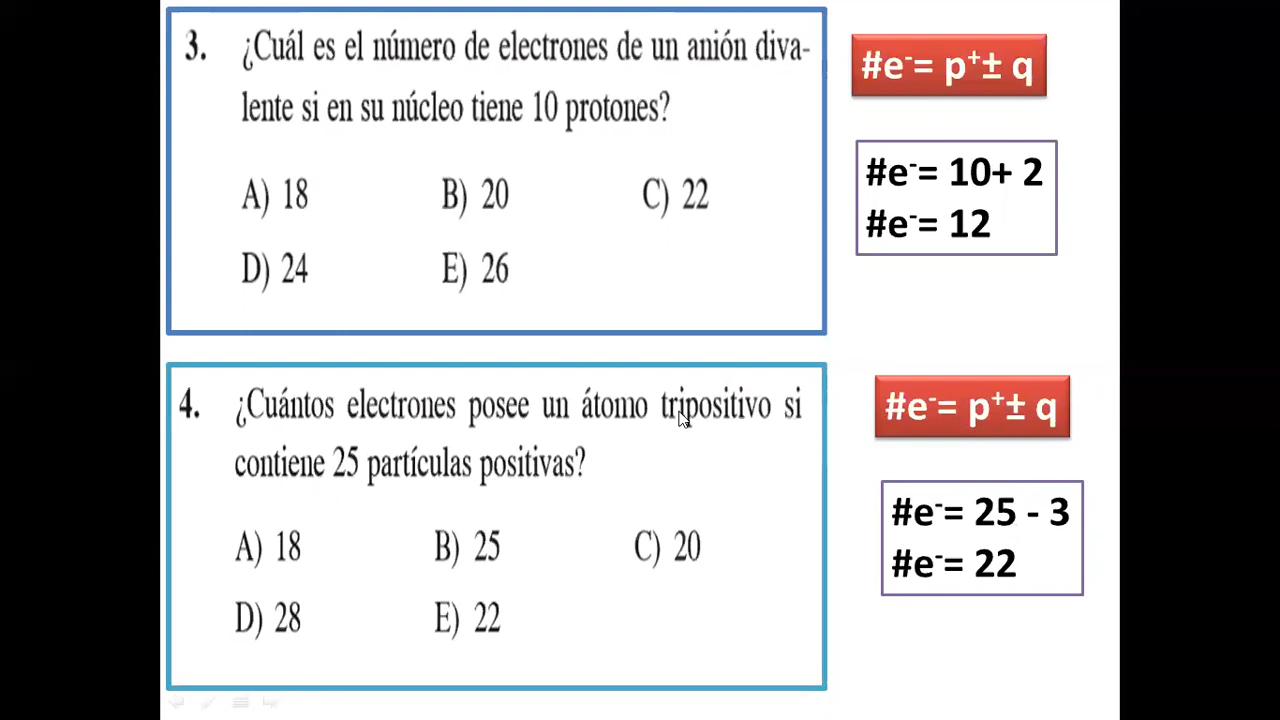 3. ¿Cuál es el número de electrones de un anión diva-
lente si en su núcleo tiene 10 protones?
A) 18 B) 20 C) 22
D) 24 E) 26
#e⁻= p⁺± q
#e⁻= 10+ 2
#e⁻= 12
4. ¿Cuántos electrones posee un átomo tripositivo si
contiene 25 partículas positivas?
A) 18 B) 25 C) 20
D) 28 E) 22
#e⁻= p⁺± q
#e⁻= 25 - 3
#e⁻= 22